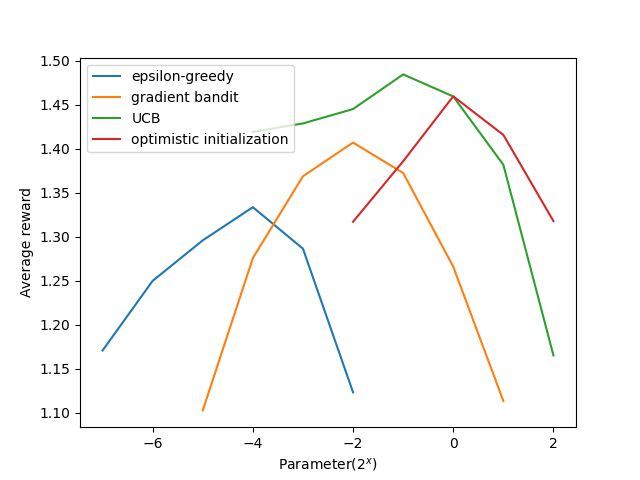 1.50
1.45
1.40
1.35
1.30
1.25
1.20
1.15
1.10
Average reward
epsilon-greedy
gradient bandit
UCB
optimistic initialization
−6 −4 −2 0 2
Parameter(2^x)